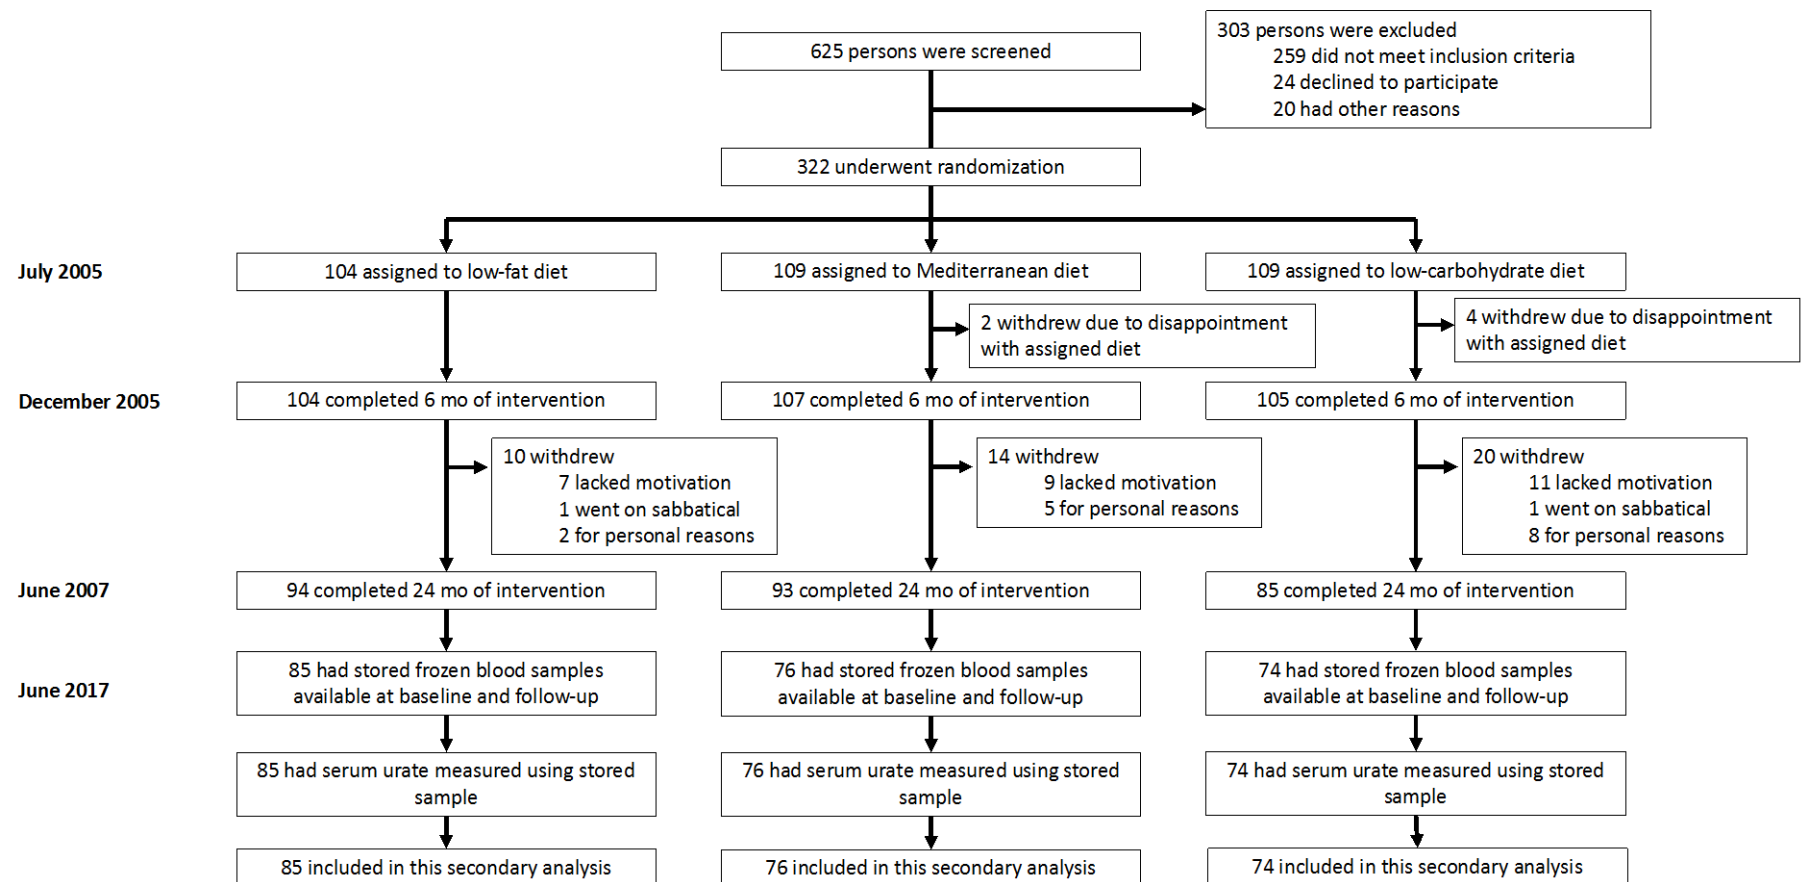 625 persons were screened
303 persons were excluded
259 did not meet inclusion criteria
24 declined to participate
20 had other reasons
322 underwent randomization
July 2005
104 assigned to low-fat diet
109 assigned to Mediterranean diet
109 assigned to low-carbohydrate diet
2 withdrew due to disappointment
with assigned diet
4 withdrew due to disappointment
with assigned diet
December 2005
104 completed 6 mo of intervention
107 completed 6 mo of intervention
105 completed 6 mo of intervention
10 withdrew
7 lacked motivation
1 went on sabbatical
2 for personal reasons
14 withdrew
9 lacked motivation
5 for personal reasons
20 withdrew
11 lacked motivation
1 went on sabbatical
8 for personal reasons
June 2007
94 completed 24 mo of intervention
93 completed 24 mo of intervention
85 completed 24 mo of intervention
June 2017
85 had stored frozen blood samples
available at baseline and follow-up
76 had stored frozen blood samples
available at baseline and follow-up
74 had stored frozen blood samples
available at baseline and follow-up
85 had serum urate measured using stored
sample
76 had serum urate measured using stored
sample
74 had serum urate measured using stored
sample
85 included in this secondary analysis
76 included in this secondary analysis
74 included in this secondary analysis